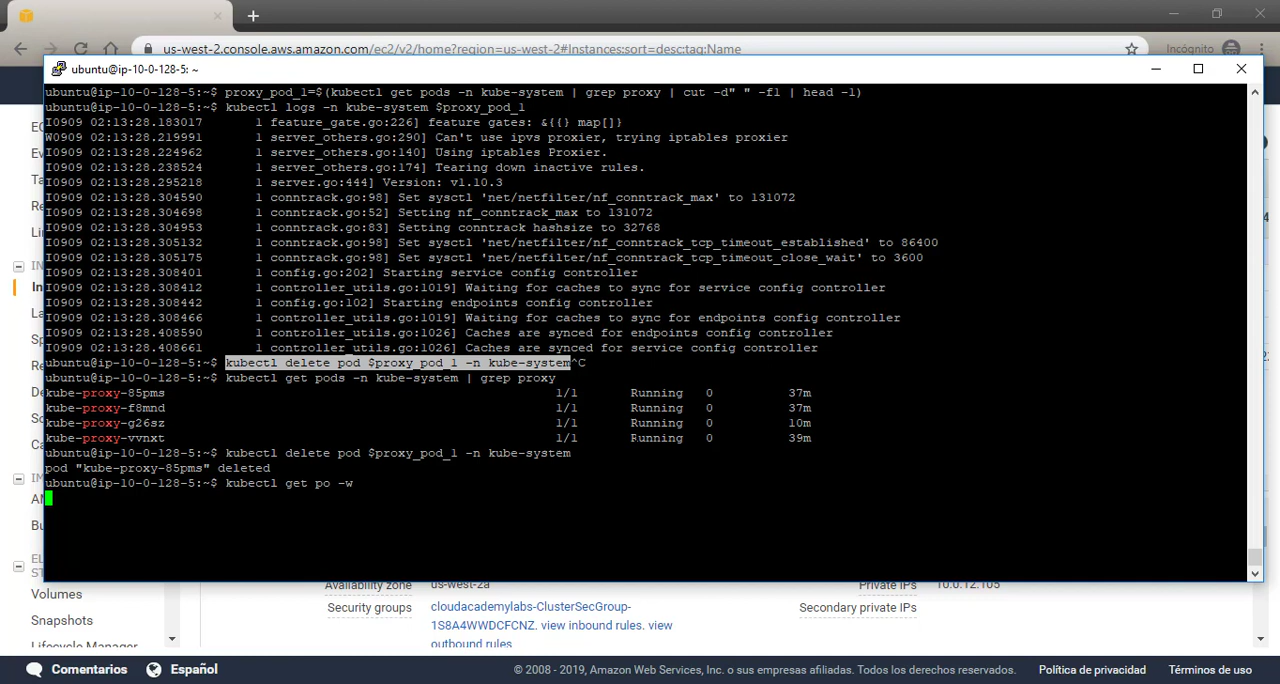 us-west-2.console.aws.amazon.com/ec2/v2/home?region=us-west-2#Instances:sort=desc:tag:Name
Incógnito
ubuntu@ip-10-0-128-5: ~
ubuntu@ip-10-0-128-5:~$ proxy_pod_1=$(kubectl get pods -n kube-system | grep proxy | cut -d" " -f1 | head -1)
ubuntu@ip-10-0-128-5:~$ kubectl logs -n kube-system $proxy_pod_1
I0909 02:13:28.183017 1 feature_gate.go:226] feature gates: &{{} map[]}
W0909 02:13:28.219991 1 server_others.go:290] Can't use ipvs proxier, trying iptables proxier
I0909 02:13:28.224962 1 server_others.go:140] Using iptables Proxier.
I0909 02:13:28.238524 1 server_others.go:174] Tearing down inactive rules.
I0909 02:13:28.295218 1 server.go:444] Version: v1.10.3
I0909 02:13:28.304590 1 conntrack.go:98] Set sysctl 'net/netfilter/nf_conntrack_max' to 131072
I0909 02:13:28.304698 1 conntrack.go:52] Setting nf_conntrack_max to 131072
I0909 02:13:28.304953 1 conntrack.go:83] Setting conntrack hashsize to 32768
I0909 02:13:28.305132 1 conntrack.go:98] Set sysctl 'net/netfilter/nf_conntrack_tcp_timeout_established' to 86400
I0909 02:13:28.305175 1 conntrack.go:98] Set sysctl 'net/netfilter/nf_conntrack_tcp_timeout_close_wait' to 3600
I0909 02:13:28.308401 1 config.go:202] Starting service config controller
I0909 02:13:28.308412 1 controller_utils.go:1019] Waiting for caches to sync for service config controller
I0909 02:13:28.308442 1 config.go:102] Starting endpoints config controller
I0909 02:13:28.308466 1 controller_utils.go:1019] Waiting for caches to sync for endpoints config controller
I0909 02:13:28.408590 1 controller_utils.go:1026] Caches are synced for endpoints config controller
I0909 02:13:28.408661 1 controller_utils.go:1026] Caches are synced for service config controller
ubuntu@ip-10-0-128-5:~$ kubectl delete pod $proxy_pod_1 -n kube-system^C
ubuntu@ip-10-0-128-5:~$ kubectl get pods -n kube-system | grep proxy
kube-proxy-85pms 1/1 Running 0 37m
kube-proxy-f8mnd 1/1 Running 0 37m
kube-proxy-g26sz 1/1 Running 0 10m
kube-proxy-vvnxt 1/1 Running 0 39m
ubuntu@ip-10-0-128-5:~$ kubectl delete pod $proxy_pod_1 -n kube-system
pod "kube-proxy-85pms" deleted
ubuntu@ip-10-0-128-5:~$ kubectl get po -w
Availability zone us-west-2a Private IPs 10.0.12.105
Volumes
Security groups cloudacademylabs-ClusterSecGroup- Secondary private IPs
Snapshots
1S8A4WWDCFCNZ. view inbound rules. view
Lifecycle Manager
outbound rules
Comentarios Español © 2008 - 2019, Amazon Web Services, Inc. o sus empresas afiliadas. Todos los derechos reservados. Política de privacidad Términos de uso